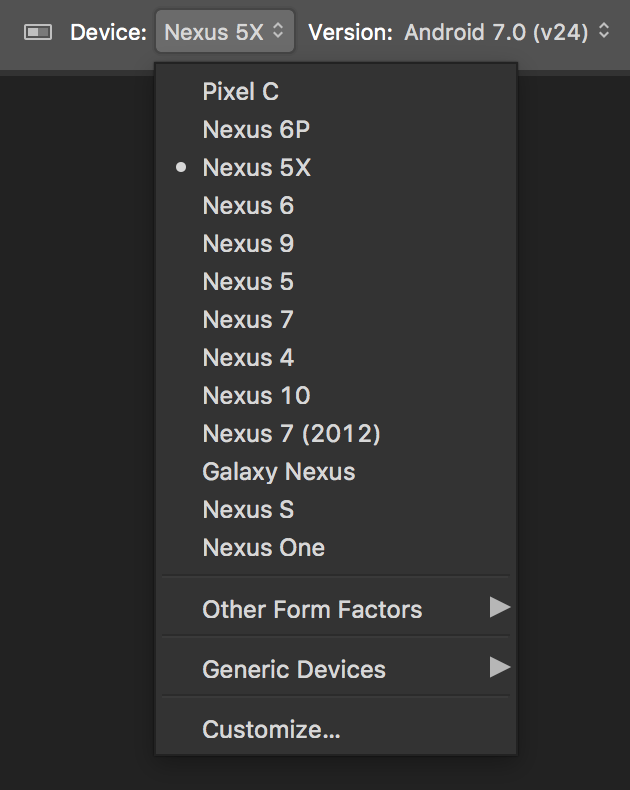 Device: Nexus 5X Version: Android 7.0 (v24)
Pixel C
Nexus 6P
Nexus 5X
Nexus 6
Nexus 9
Nexus 5
Nexus 7
Nexus 4
Nexus 10
Nexus 7 (2012)
Galaxy Nexus
Nexus S
Nexus One
Other Form Factors
Generic Devices
Customize...